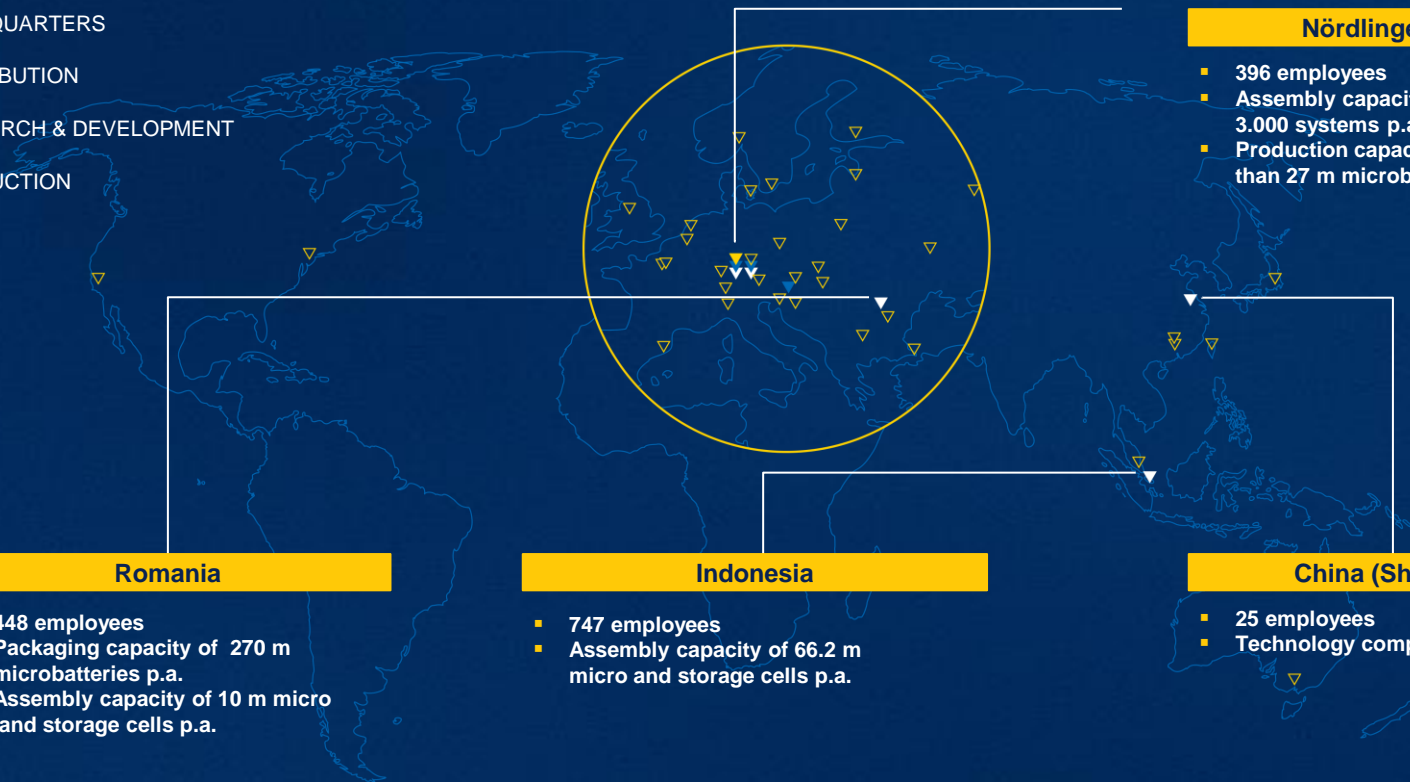 QUARTERS
BUTION
RCH & DEVELOPMENT
UCTION
Nördlinge
396 employees
Assembly capaci
3.000 systems p.a
Production capac
than 27 m microb
Romania
448 employees
Packaging capacity of 270 m
microbatteries p.a.
Assembly capacity of 10 m micro
and storage cells p.a.
Indonesia
747 employees
Assembly capacity of 66.2 m
micro and storage cells p.a.
China (Sh
25 employees
Technology comp